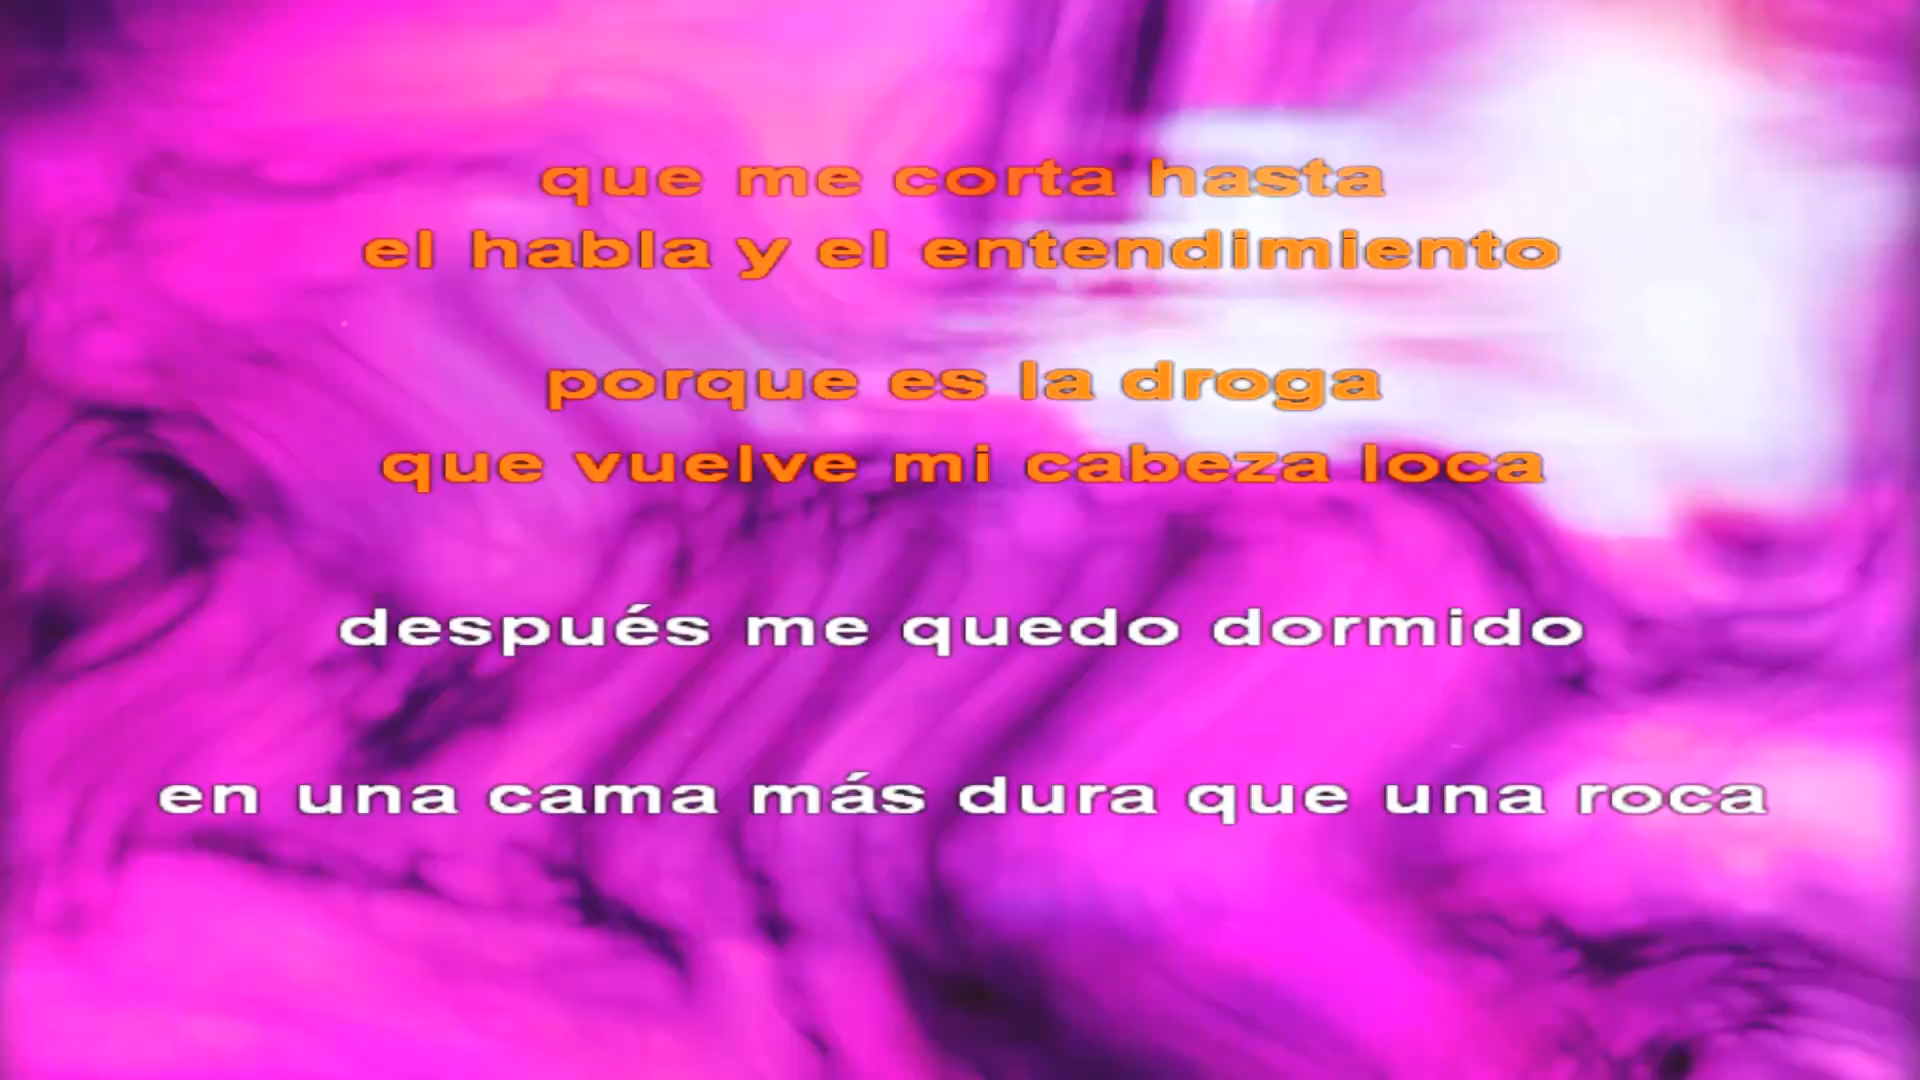 que me corta hasta
el habla y el entendimiento
porque es la droga
que vuelve mi cabeza loca
después me quedo dormido
en una cama más dura que una roca